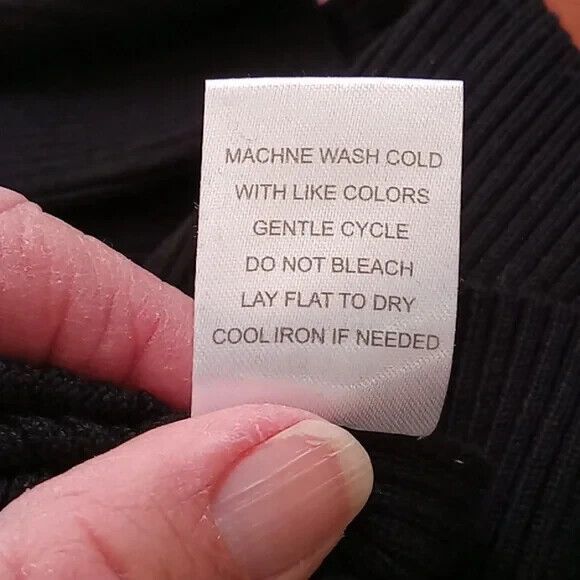 MACHNE WASH COLD
WITH LIKE COLORS
GENTLE CYCLE
DO NOT BLEACH
LAY FLAT TO DRY
COOL IRON IF NEEDED